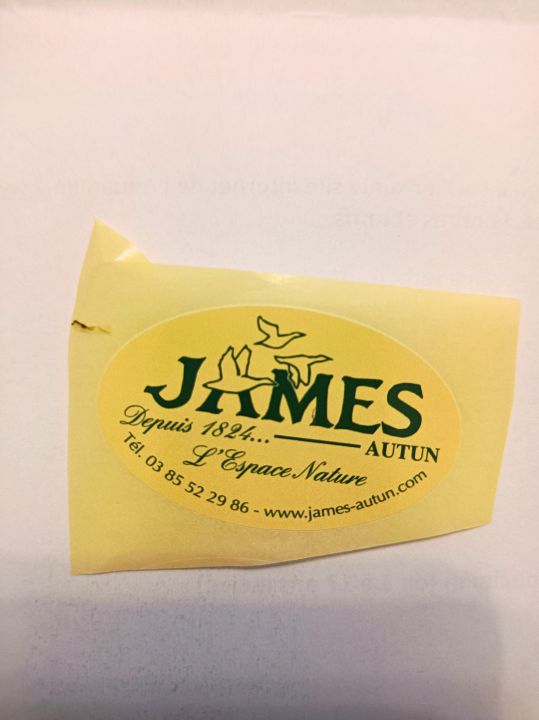 JAMES
Depuis 1824...
AUTUN
L'Espace Nature
Tél. 03 85 52 29 86 - www.james-autun.com